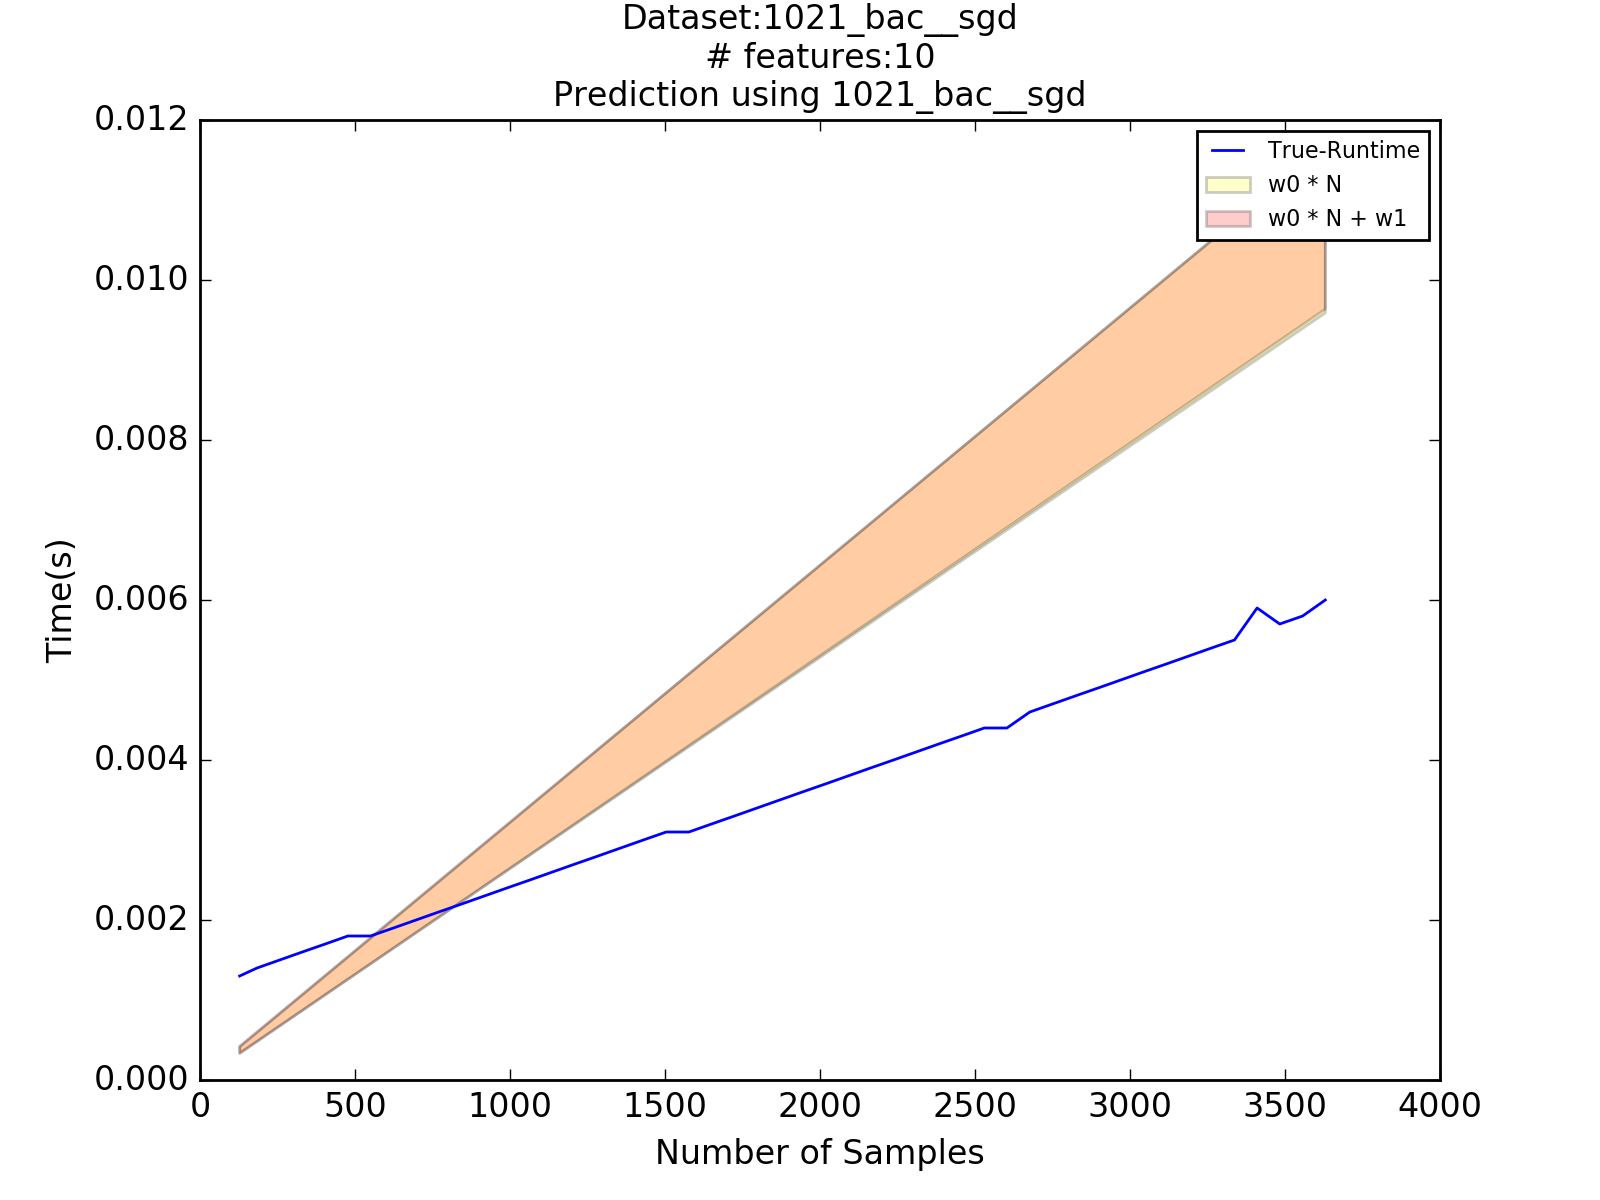 Dataset:1021_bac__sgd
# features:10
Prediction using 1021_bac__sgd
0.012
0.010
0.008
0.006
0.004
0.002
0.000
Time(s)
True-Runtime
w0 * N
w0 * N + w1
0 500 1000 1500 2000 2500 3000 3500 4000
Number of Samples